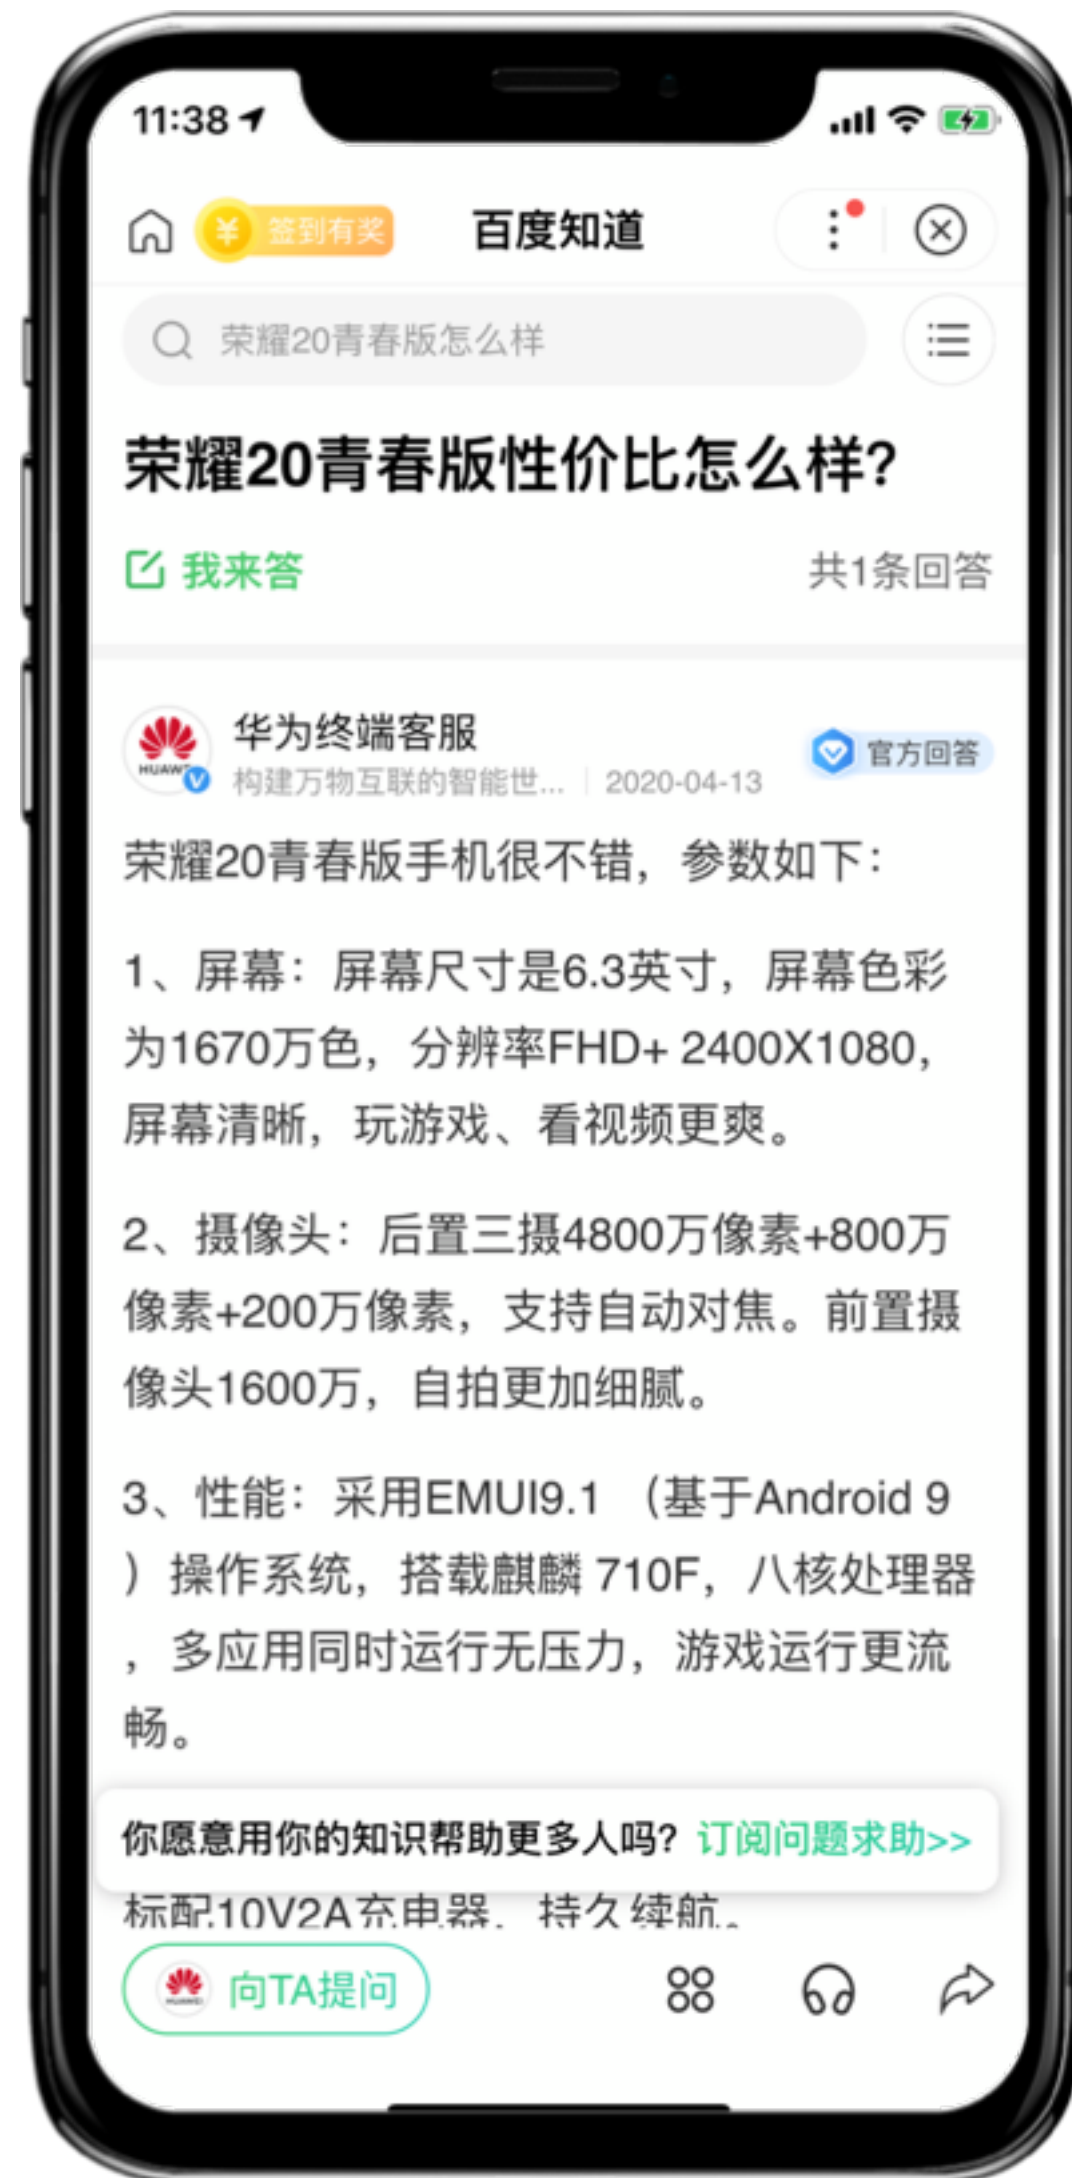 11:38
签到有奖 百度知道
荣耀20青春版怎么样
荣耀20青春版性价比怎么样?
我来答 共1条回答
华为终端客服
官方回答
HUAWEI
构建万物互联的智能世... 2020-04-13
荣耀20青春版手机很不错，参数如下：
1、屏幕：屏幕尺寸是6.3英寸，屏幕色彩
为1670万色，分辨率FHD+ 2400X1080，
屏幕清晰，玩游戏、看视频更爽。
2、摄像头：后置三摄4800万像素+800万
像素+200万像素，支持自动对焦。前置摄
像头1600万，自拍更加细腻。
3、性能：采用EMUI9.1 （基于Android 9
）操作系统，搭载麒麟 710F，八核处理器
，多应用同时运行无压力，游戏运行更流
畅。
你愿意用你的知识帮助更多人吗? 订阅问题求助>>
标配10V2A充电器，持久续航。
HUAWEI 向TA提问